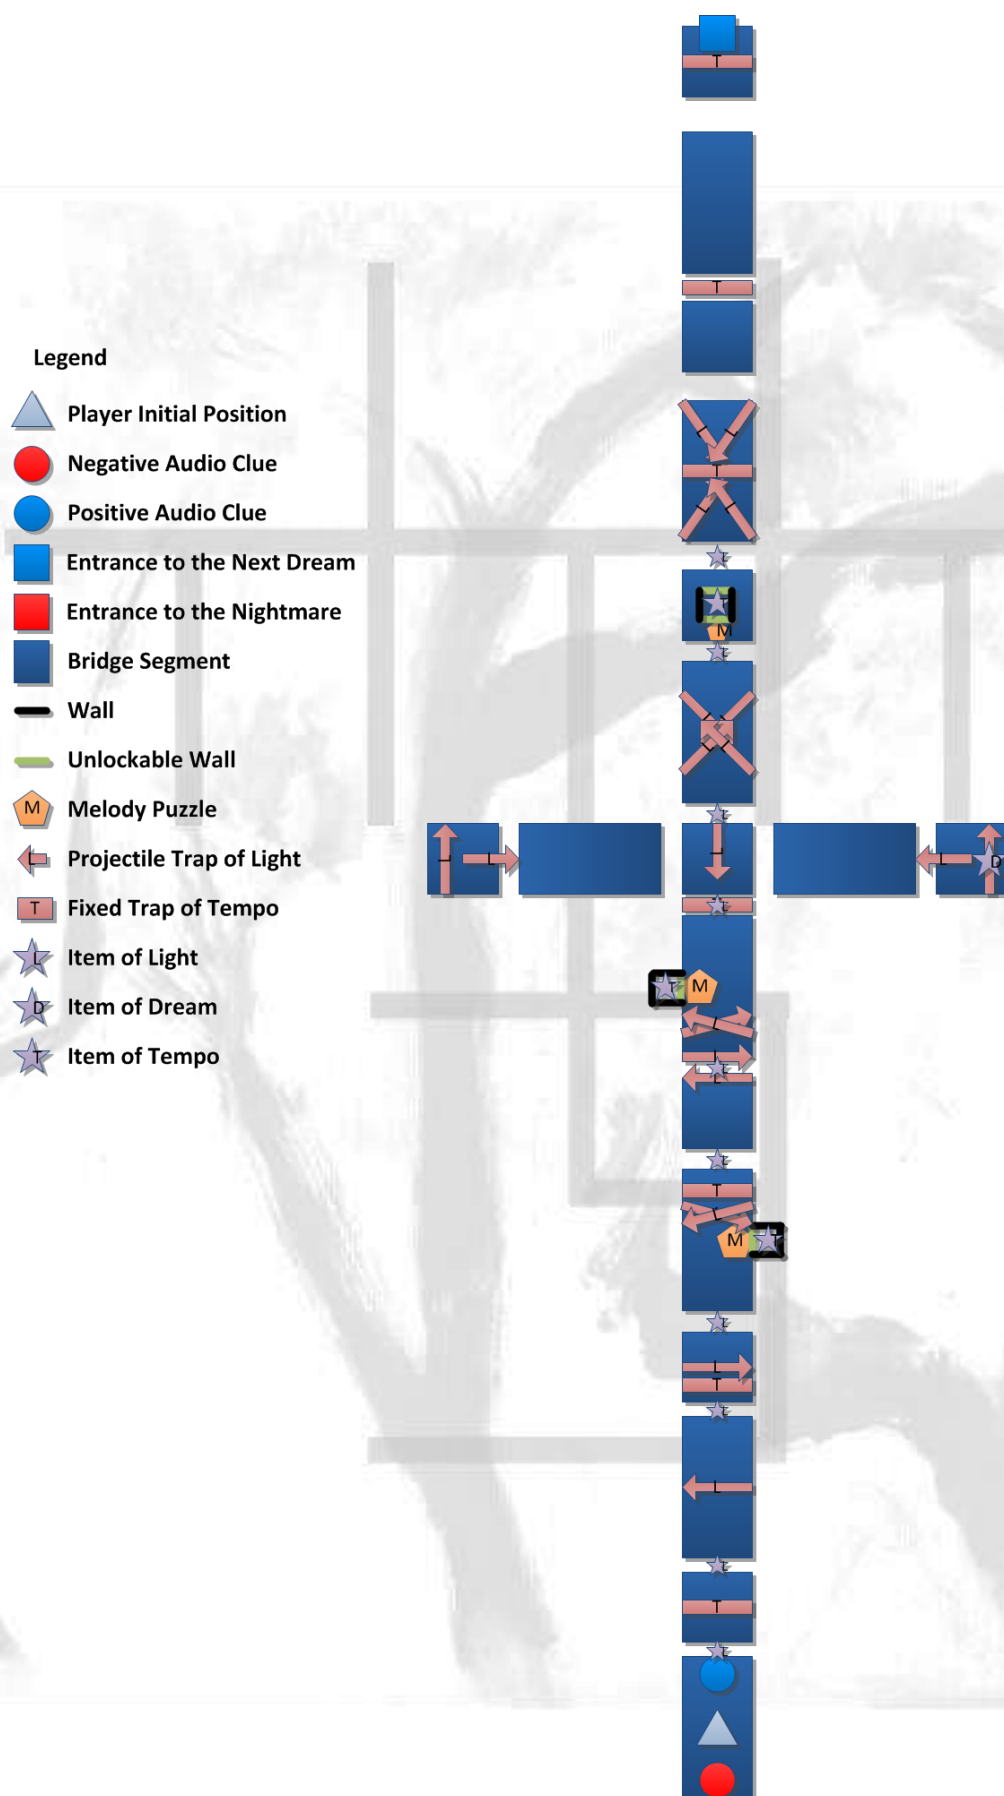 T
T
Legend
L L
Player Initial Position
T
Negative Audio Clue
L L
Positive Audio Clue
L
Entrance to the Next Dream
Entrance to the Nightmare
M
L
Bridge Segment
Wall
L
L
Unlockable Wall
M Melody Puzzle
L
L Projectile Trap of Light
L L L L D
T Fixed Trap of Tempo
L
L Item of Light
T M
D Item of Dream
L
T Item of Tempo
L
L
L
L
T
L
M T
L
L
T
L
L
L
T
L